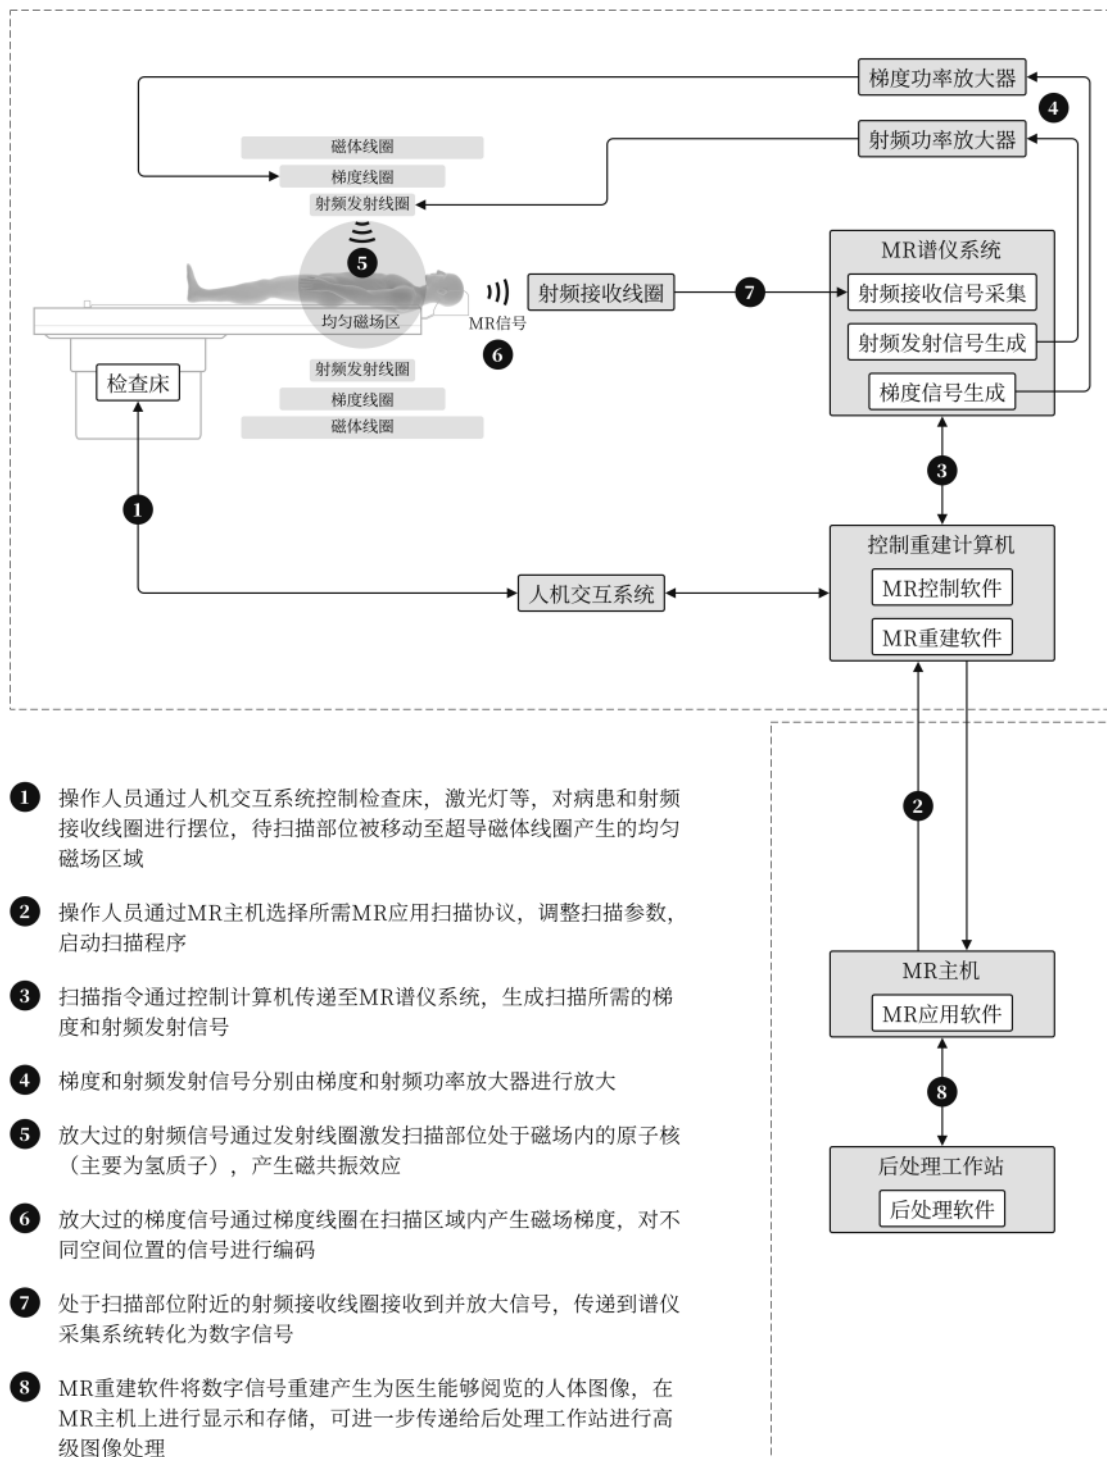 梯度功率放大器
4
射频功率放大器
磁体线圈
梯度线圈
射频发射线圈
5
均匀磁场区
MR信号
6
射频接收线圈
7
MR谱仪系统
射频接收信号采集
射频发射信号生成
梯度信号生成
射频发射线圈
梯度线圈
磁体线圈
检查床
3
1
控制重建计算机
MR控制软件
MR重建软件
人机交互系统
2
MR主机
MR应用软件
8
后处理工作站
后处理软件
1 操作人员通过人机交互系统控制检查床，激光灯等，对病患和射频
接收线圈进行摆位，待扫描部位被移动至超导磁体线圈产生的均匀
磁场区域
2 操作人员通过MR主机选择所需MR应用扫描协议，调整扫描参数，
启动扫描程序
3 扫描指令通过控制计算机传递至MR谱仪系统，生成扫描所需的梯
度和射频发射信号
4 梯度和射频发射信号分别由梯度和射频功率放大器进行放大
5 放大过的射频信号通过发射线圈激发扫描部位处于磁场内的原子核
（主要为氢质子），产生磁共振效应
6 放大过的梯度信号通过梯度线圈在扫描区域内产生磁场梯度，对不
同空间位置的信号进行编码
7 处于扫描部位附近的射频接收线圈接收到并放大信号，传递到谱仪
采集系统转化为数字信号
8 MR重建软件将数字信号重建产生为医生能够阅览的人体图像，在
MR主机上进行显示和存储，可进一步传递给后处理工作站进行高
级图像处理